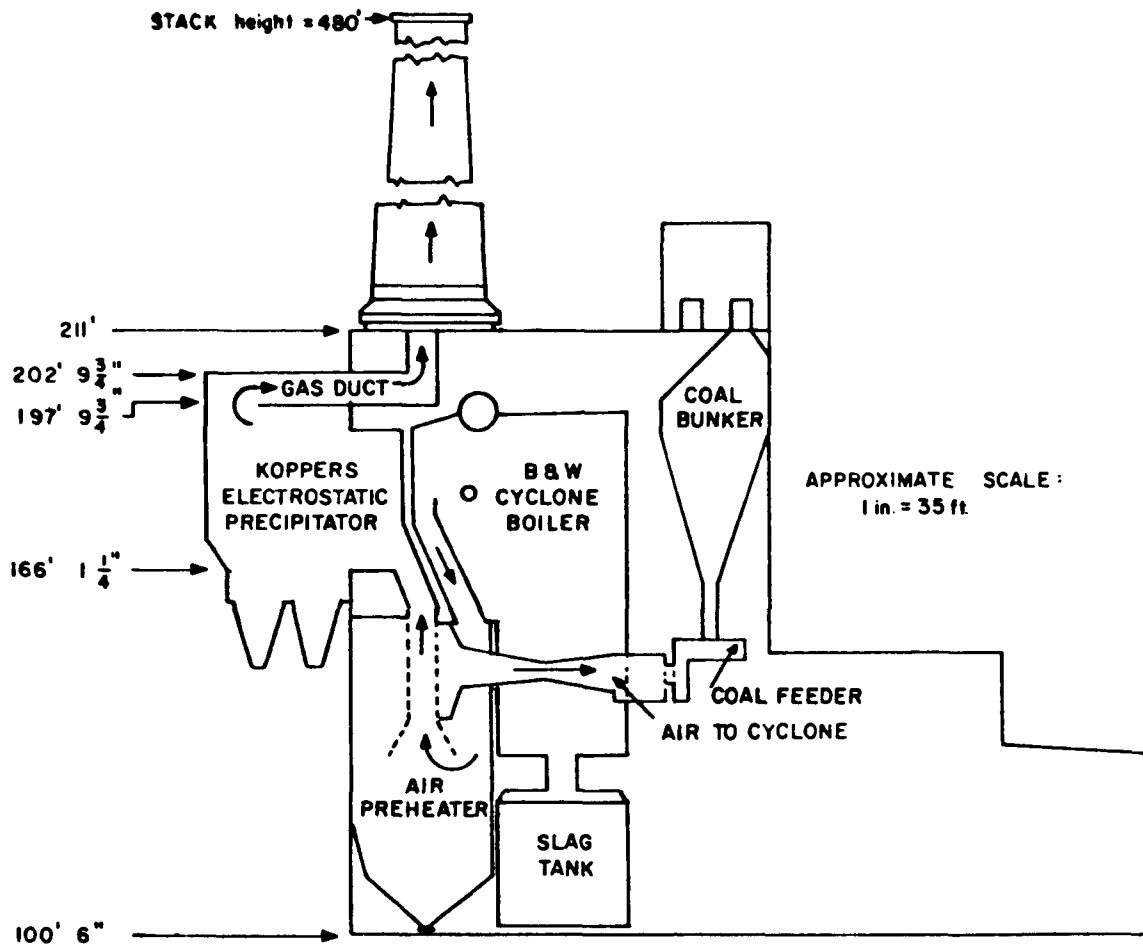 STACK height = 480'
211'
202' 9 3/4"
197' 9 3/4"
GAS DUCT
COAL
BUNKER
KOPPERS
ELECTROSTATIC
PRECIPITATOR
B & W
CYCLONE
BOILER
APPROXIMATE SCALE:
1 in. = 35 ft.
166' 1 1/4"
COAL FEEDER
AIR TO CYCLONE
AIR
PREHEATER
SLAG
TANK
100' 6"